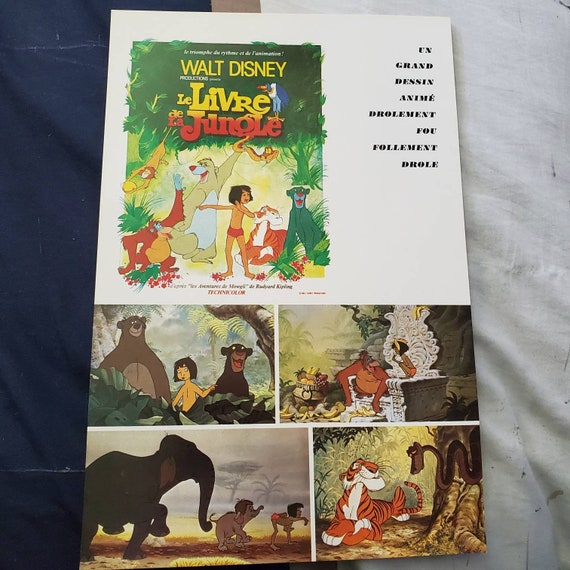 le triomphe du rythme et de l'animation!
WALT DISNEY
PRODUCTIONS
Le LIVRE
de la Jungle
UN
GRAND
DESSIN
ANIMÉ
DROLEMENT
FOU
FOLLEMENT
DROLE
d'après "les Aventures de Mowgli" de Rudyard Kipling
TECHNICOLOR